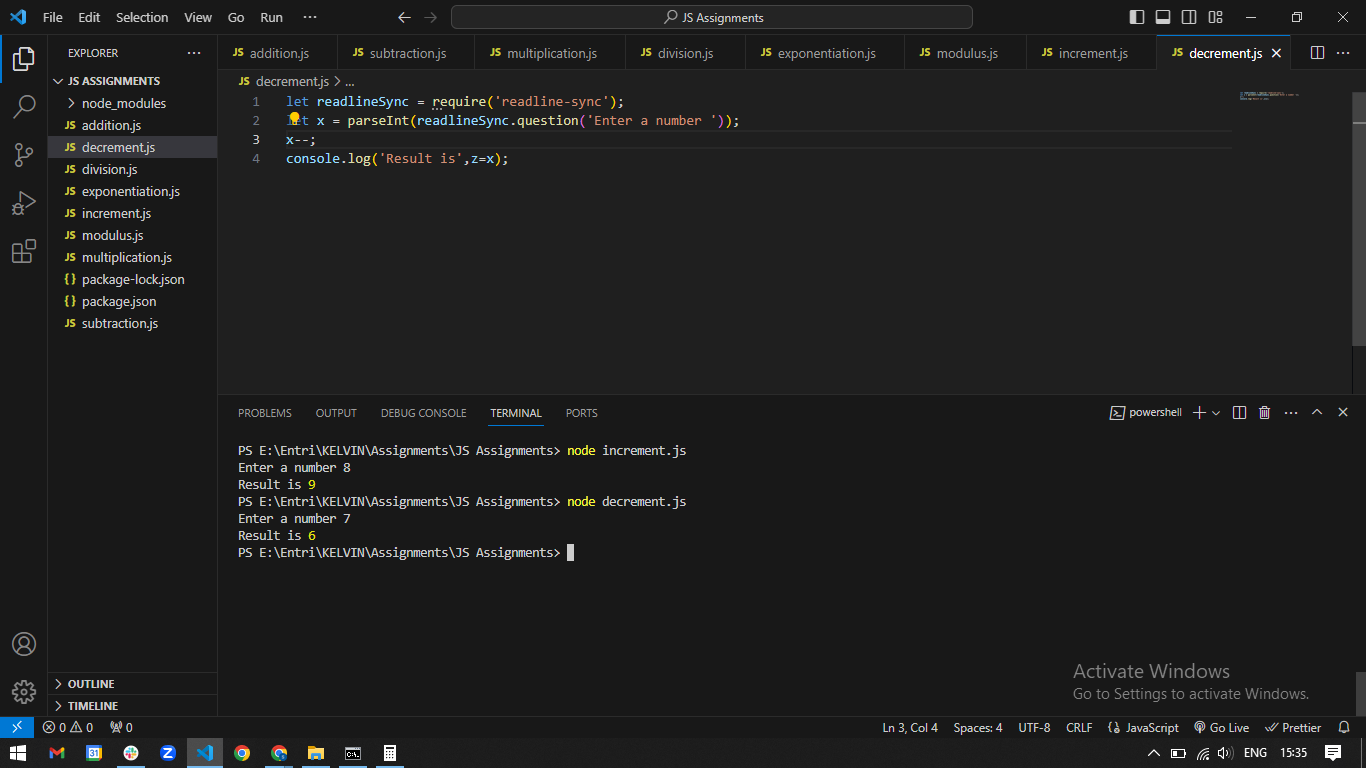 File Edit Selection View Go Run ··· JS Assignments
EXPLORER ···
JS ASSIGNMENTS
node_modules
JS addition.js
JS decrement.js
JS division.js
JS exponentiation.js
JS increment.js
JS modulus.js
JS multiplication.js
{} package-lock.json
{} package.json
JS subtraction.js
OUTLINE
TIMELINE
JS addition.js JS subtraction.js JS multiplication.js JS division.js JS exponentiation.js JS modulus.js JS increment.js JS decrement.js
JS decrement.js > ...
1 let readlineSync = require('readline-sync');
2 let x = parseInt(readlineSync.question('Enter a number '));
3 x--;
4 console.log('Result is',z=x);
PROBLEMS OUTPUT DEBUG CONSOLE TERMINAL PORTS powershell
PS E:\Entri\KELVIN\Assignments\JS Assignments> node increment.js
Enter a number 8
Result is 9
PS E:\Entri\KELVIN\Assignments\JS Assignments> node decrement.js
Enter a number 7
Result is 6
PS E:\Entri\KELVIN\Assignments\JS Assignments>
Activate Windows
Go to Settings to activate Windows.
0 0 0 Ln 3, Col 4 Spaces: 4 UTF-8 CRLF {} JavaScript Go Live Prettier
31 Z ENG 15:35